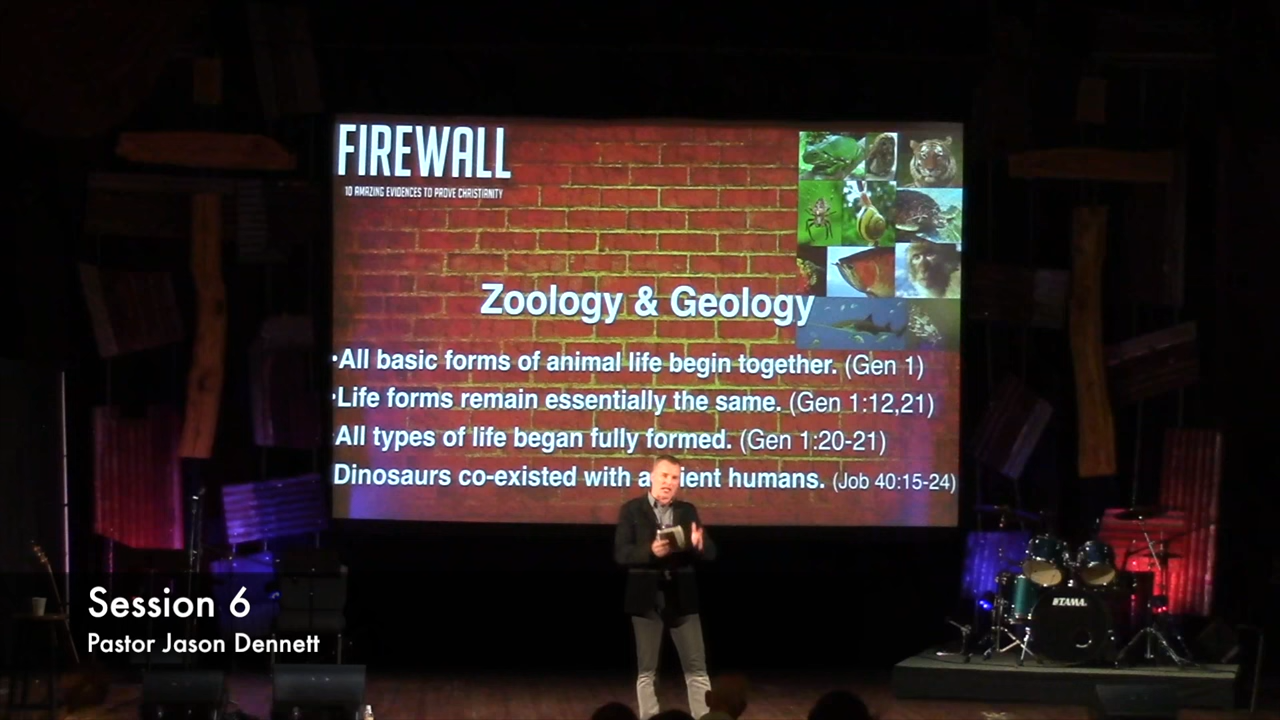 FIREWALL
10 AMAZING EVIDENCES TO PROVE CHRISTIANITY
Zoology & Geology
•All basic forms of animal life begin together. (Gen 1)
•Life forms remain essentially the same. (Gen 1:12,21)
All types of life began fully formed. (Gen 1:20-21)
Dinosaurs co-existed with a ient humans. (Job 40:15-24)
Session 6
Pastor Jason Dennett
TAMA